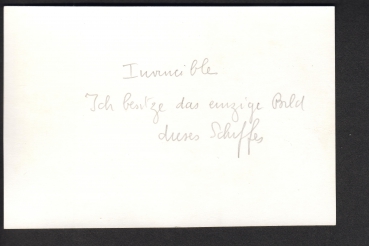 Invincible
Ich besitze das einzige Bild
dieses Schiffes